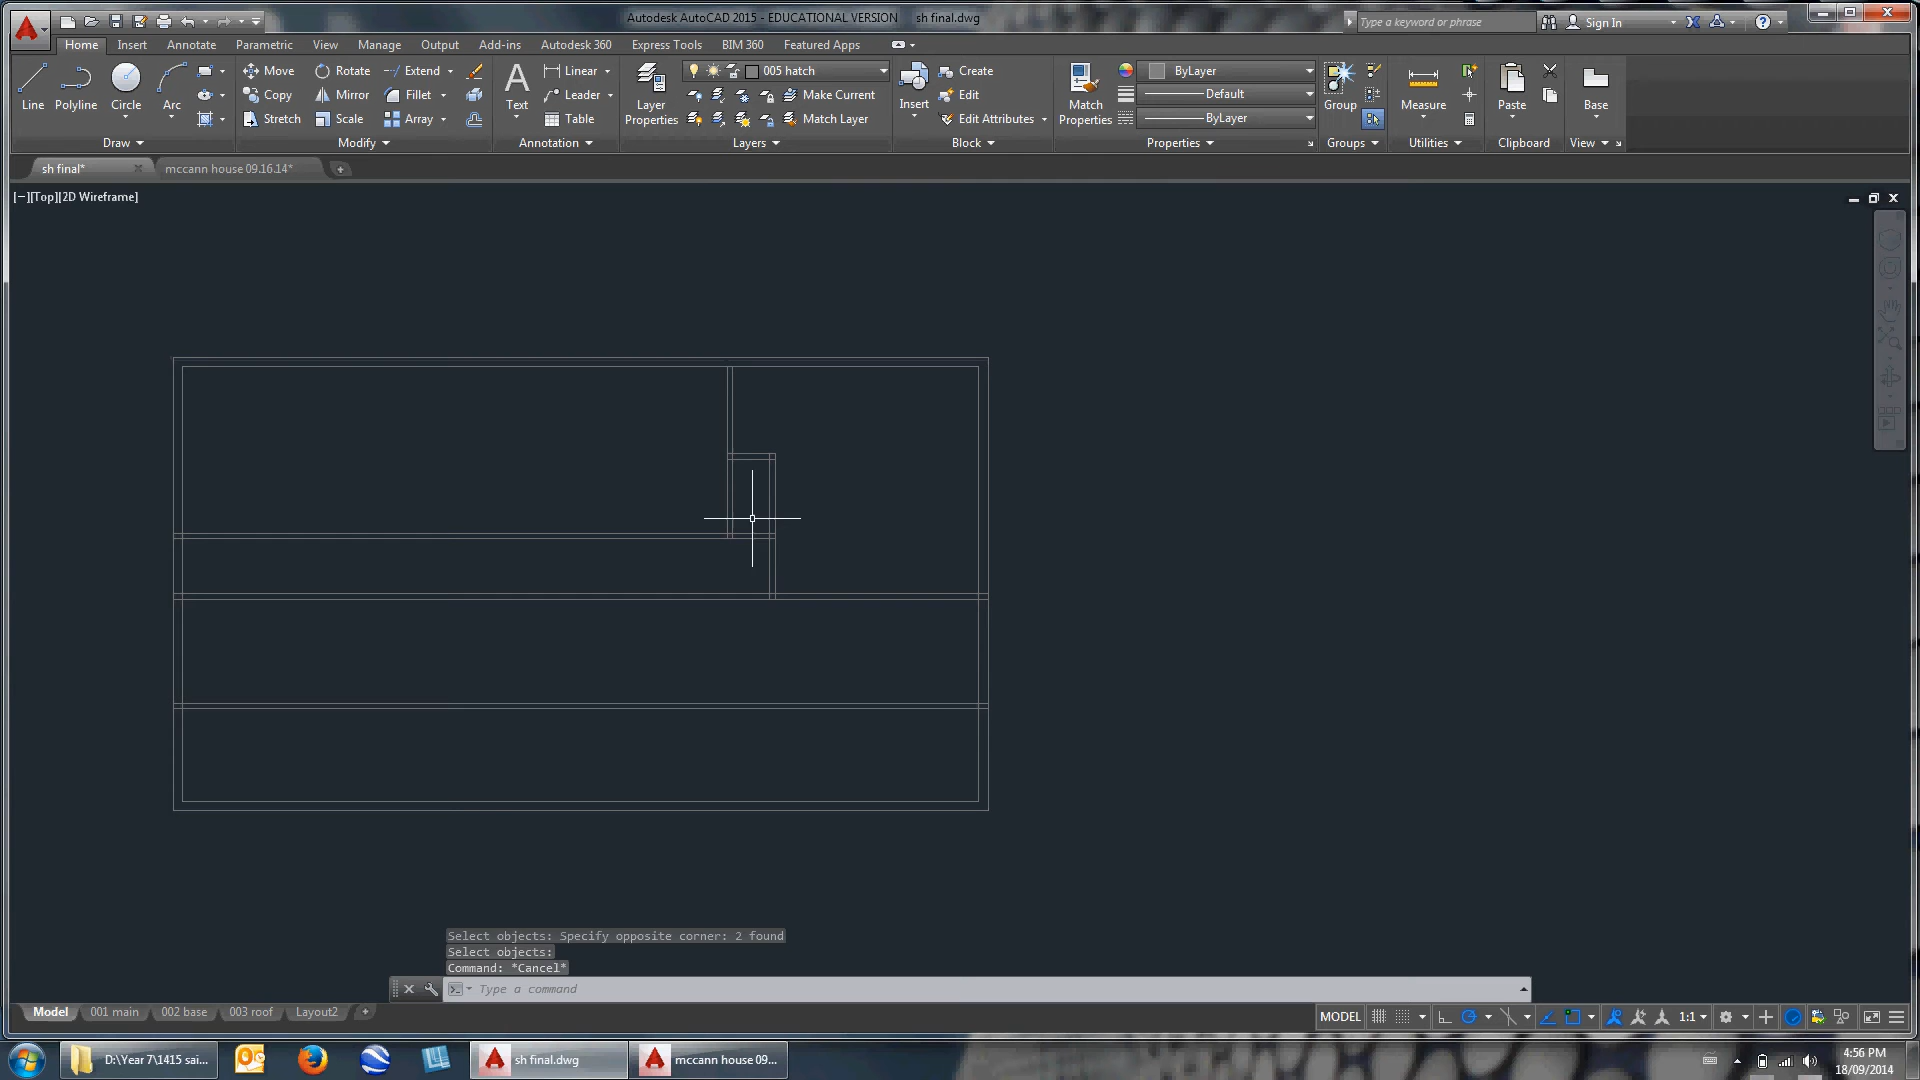 Autodesk AutoCAD 2015 - EDUCATIONAL VERSION sh final.dwg
Type a keyword or phrase
Sign In
Home Insert Annotate Parametric View Manage Output Add-ins Autodesk 360 Express Tools BIM 360 Featured Apps
Line Polyline Circle Arc
Move Rotate Extend
Copy Mirror Fillet
Stretch Scale Array
Text
Linear
Leader
Table
Layer Properties
005 hatch
Make Current
Match Layer
Insert
Create
Edit
Edit Attributes
Match Properties
ByLayer
Default
ByLayer
Group
Measure
Paste
Base
Draw Modify Annotation Layers Block Properties Groups Utilities Clipboard View
sh final* mccann house 09.16.14*
[−][Top][2D Wireframe]
Select objects: Specify opposite corner: 2 found
Select objects:
Command: *Cancel*
Type a command
Model 001 main 002 base 003 roof Layout2
MODEL 1:1
D:\Year 7\1415 sai... sh final.dwg mccann house 09...
4:56 PM
18/09/2014